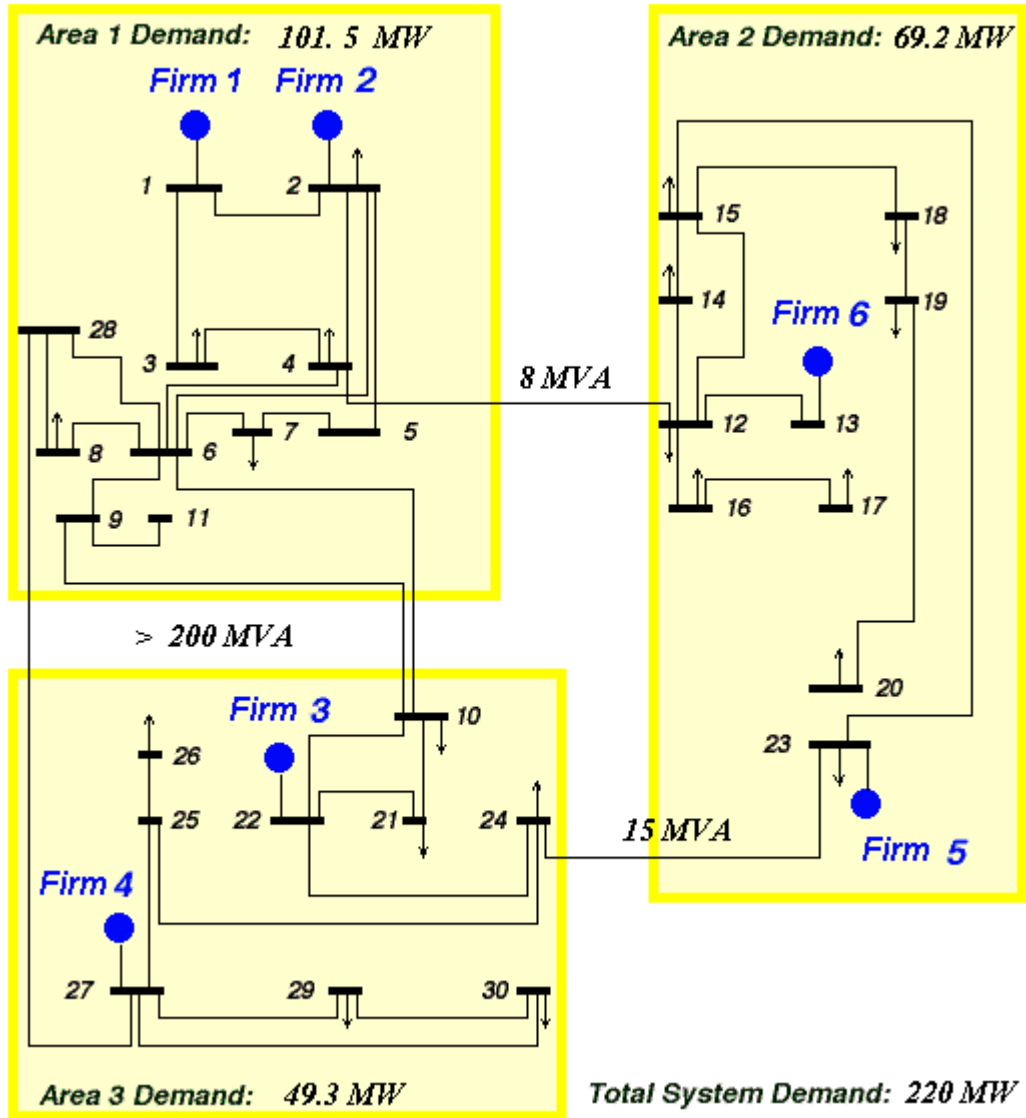 Area 1 Demand: 101. 5 MW
Firm 1
Firm 2
1
2
28
3
4
8
6
7
5
9
11
8 MVA
Area 2 Demand: 69.2 MW
15
18
14
19
Firm 6
12
13
16
17
20
23
Firm 5
> 200 MVA
15 MVA
Firm 3
10
26
25
22
21
24
Firm 4
27
29
30
Area 3 Demand: 49.3 MW
Total System Demand: 220 MW